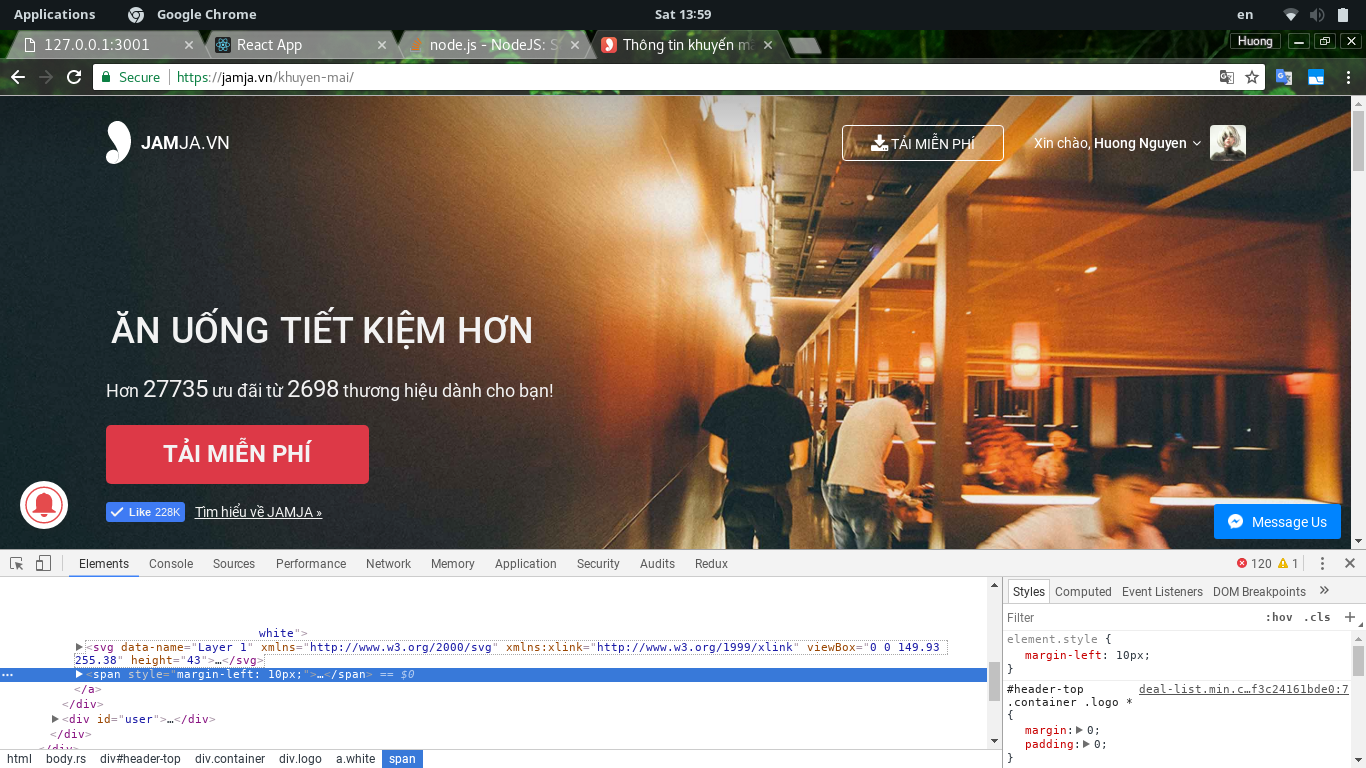 Applications Google Chrome Sat 13:59 en
127.0.0.1:3001 React App node.js - NodeJS: Thông tin khuyến Huong
Secure https://jamja.vn/khuyen-mai/
JAMJA.VN TẢI MIỄN PHÍ Xin chào, Huong Nguyen
ĂN UỐNG TIẾT KIỆM HƠN
Hơn 27735 ưu đãi từ 2698 thương hiệu dành cho bạn!
TẢI MIỄN PHÍ
Like 228K Tìm hiểu về JAMJA »
Message Us
Elements Console Sources Performance Network Memory Application Security Audits Redux 120 1
Styles Computed Event Listeners DOM Breakpoints »
Filter :hov .cls +
white">
<svg data-name="Layer 1" xmlns="http://www.w3.org/2000/svg" xmlns:xlink="http://www.w3.org/1999/xlink" viewBox="0 0 149.93
255.38" height="43">…</svg>
<span style="margin-left: 10px;">…</span> == $0
</a>
</div>
<div id="user">…</div>
</div>
</div>
element.style {
margin-left: 10px;
}
#header-top deal-list.min.c…f3c24161bde0:7
.container .logo *
{
margin: 0;
padding: 0;
}
html body.rs div#header-top div.container div.logo a.white span